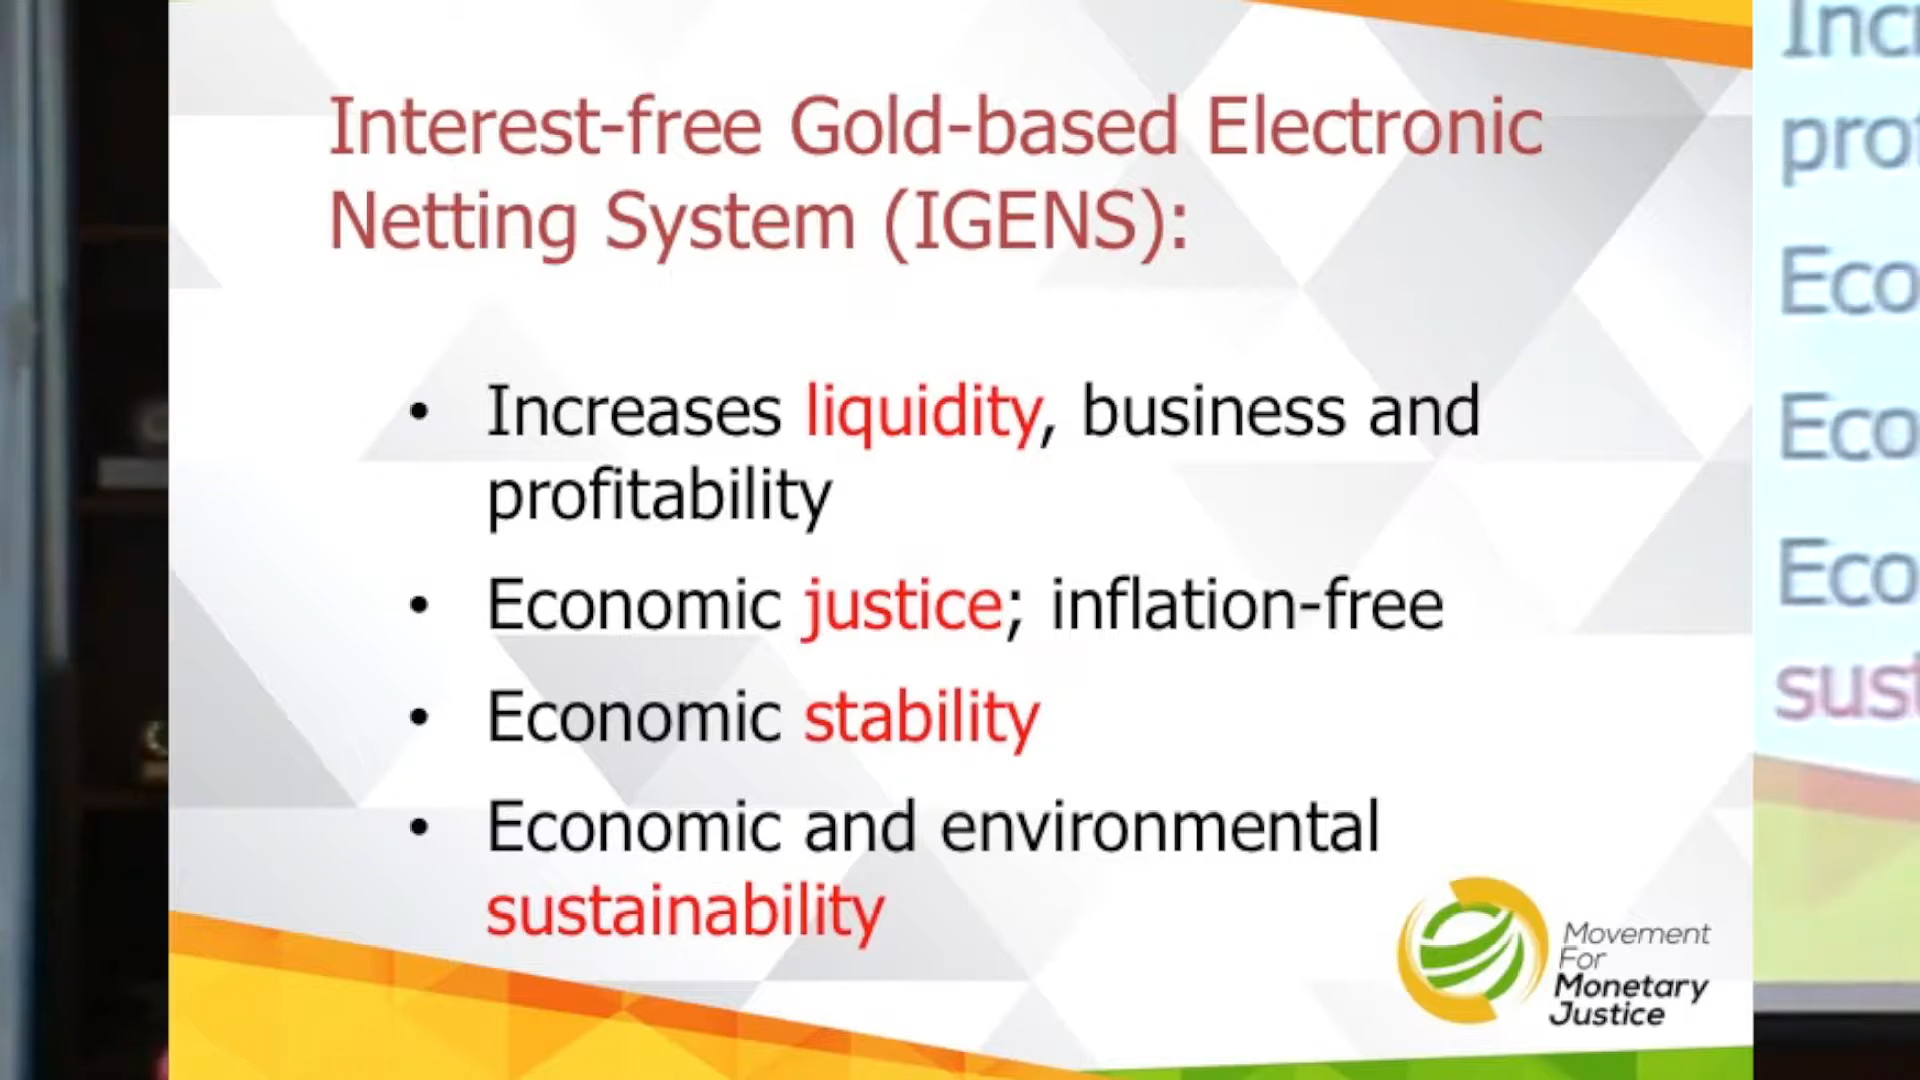 Interest-free Gold-based Electronic
Netting System (IGENS):
• Increases liquidity, business and
profitability
• Economic justice; inflation-free
• Economic stability
• Economic and environmental
sustainability
Movement
For
Monetary
Justice